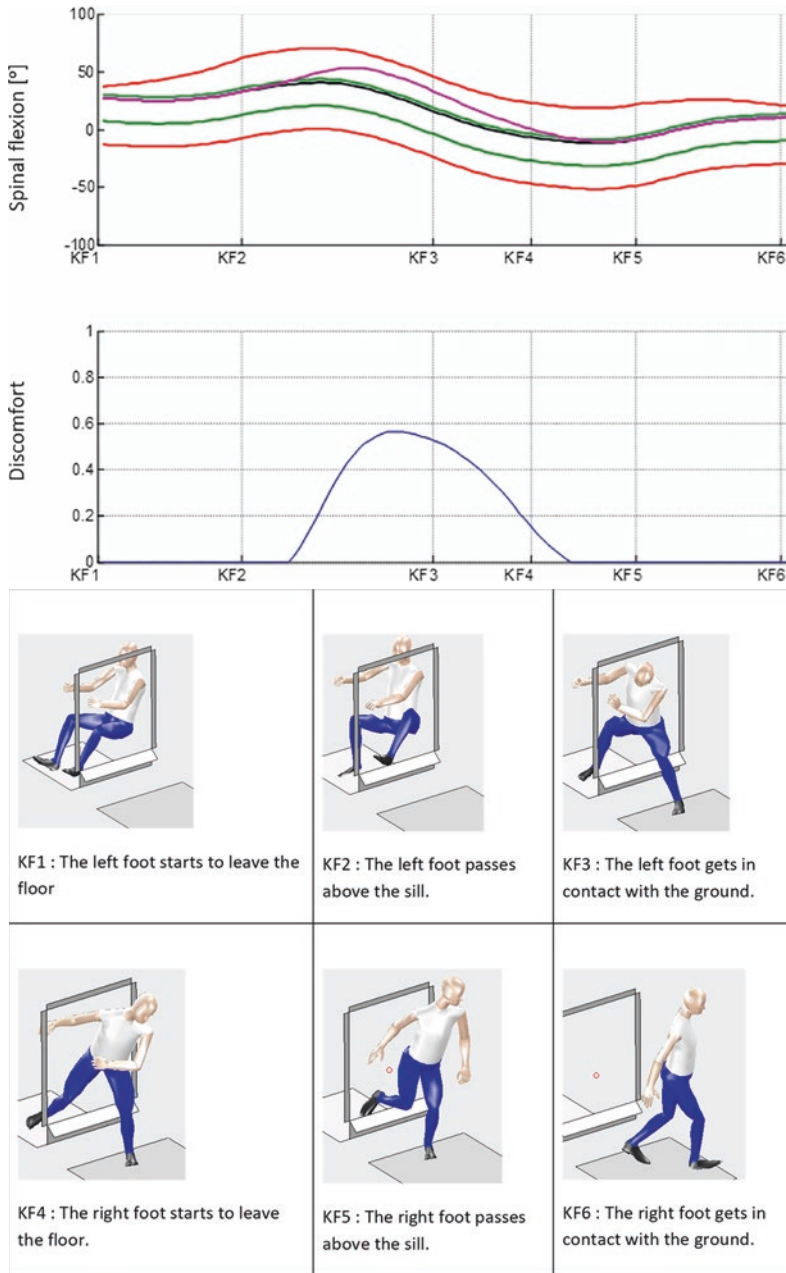 Spinal flexion [º]
100
50
0
-50
-100
KF1 KF2 KF3 KF4 KF5 KF6
Discomfort
1
0.8
0.6
0.4
0.2
0
KF1 KF2 KF3 KF4 KF5 KF6
KF1 : The left foot starts to leave the
floor
KF2 : The left foot passes
above the sill.
KF3 : The left foot gets in
contact with the ground.
KF4 : The right foot starts to leave
the floor.
KF5 : The right foot passes
above the sill.
KF6 : The right foot gets in
contact with the ground.